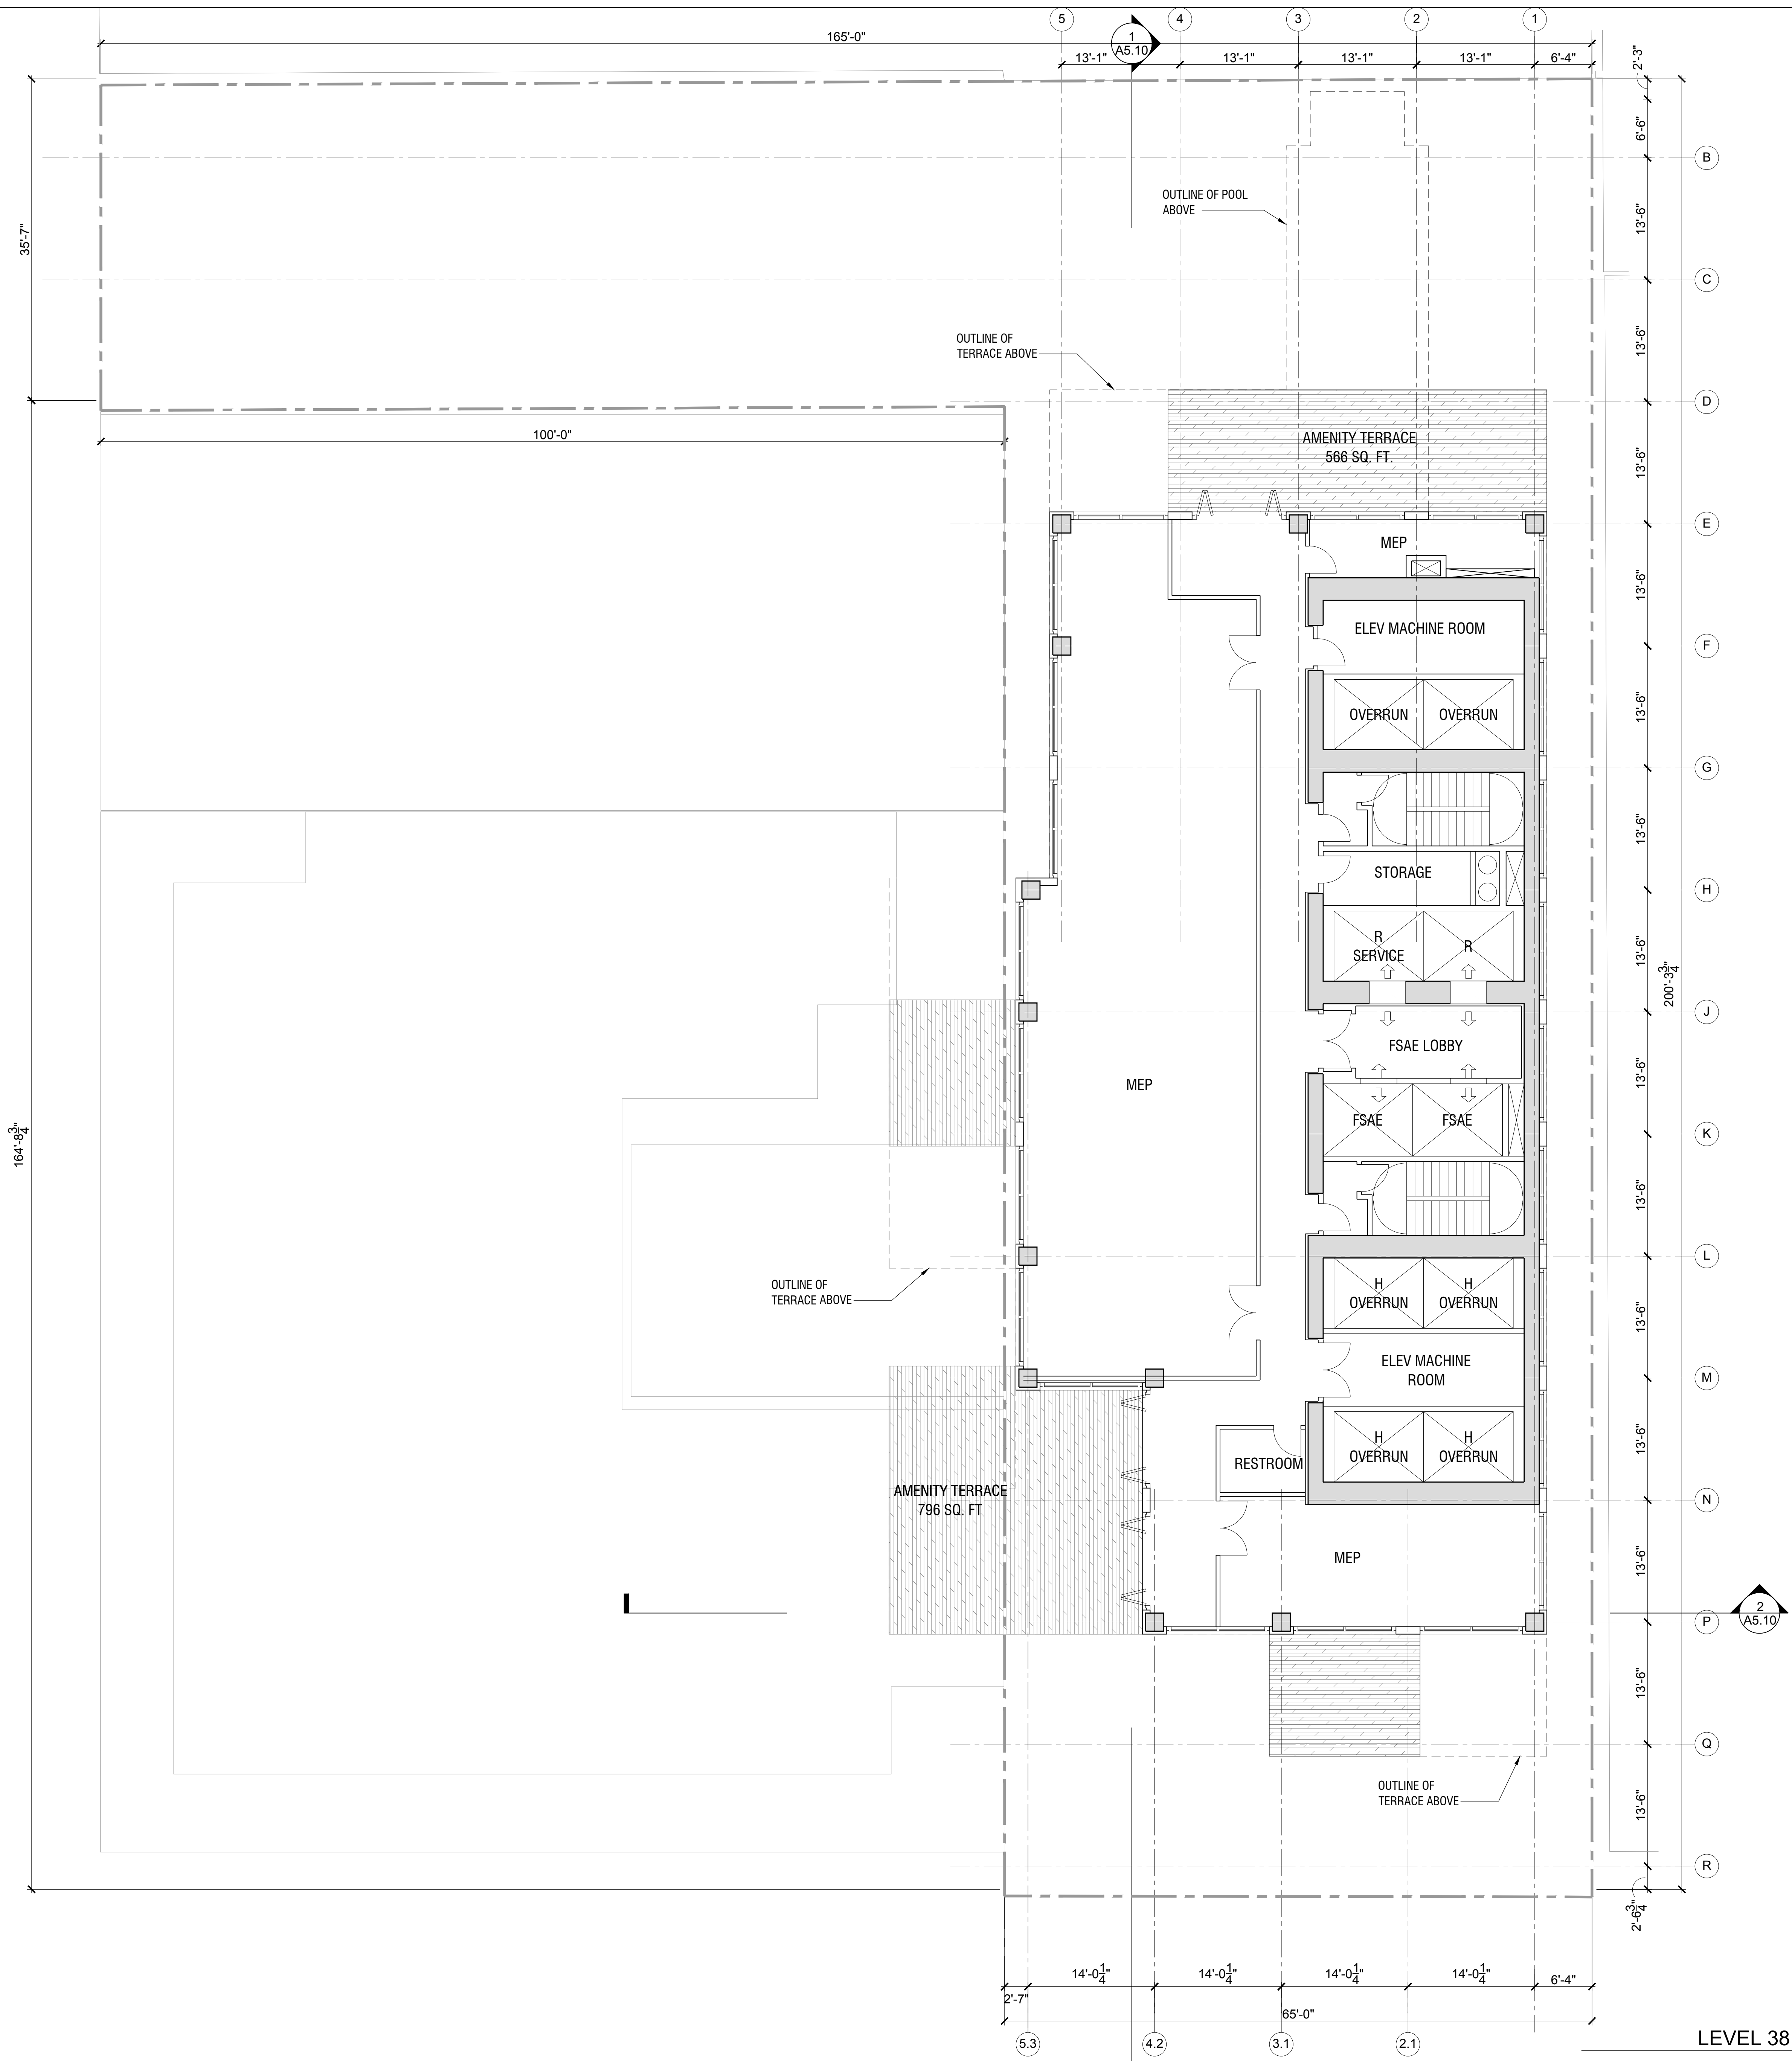 5
4
3
2
1
1
A5.10
165'-0"
13'-1"
13'-1"
13'-1"
13'-1"
6'-4"
2'-3"
6'-6"
B
OUTLINE OF POOL
ABOVE
13'-6"
35'-7"
C
OUTLINE OF
TERRACE ABOVE
13'-6"
D
100'-0"
AMENITY TERRACE
566 SQ. FT.
13'-6"
E
MEP
13'-6"
ELEV MACHINE ROOM
F
OVERRUN
OVERRUN
13'-6"
G
13'-6"
STORAGE
H
R
SERVICE
R
13'-6"
200'-3 3/4"
J
FSAE LOBBY
MEP
13'-6"
FSAE
FSAE
K
164'-8 3/4"
13'-6"
L
OUTLINE OF
TERRACE ABOVE
H
OVERRUN
H
OVERRUN
13'-6"
ELEV MACHINE
ROOM
M
H
OVERRUN
H
OVERRUN
13'-6"
RESTROOM
AMENITY TERRACE
796 SQ. FT
N
MEP
13'-6"
P
2
A5.10
13'-6"
Q
OUTLINE OF
TERRACE ABOVE
13'-6"
R
2'-6 3/4"
14'-0 1/4"
14'-0 1/4"
14'-0 1/4"
14'-0 1/4"
6'-4"
2'-7"
65'-0"
5.3
4.2
3.1
2.1
LEVEL 38